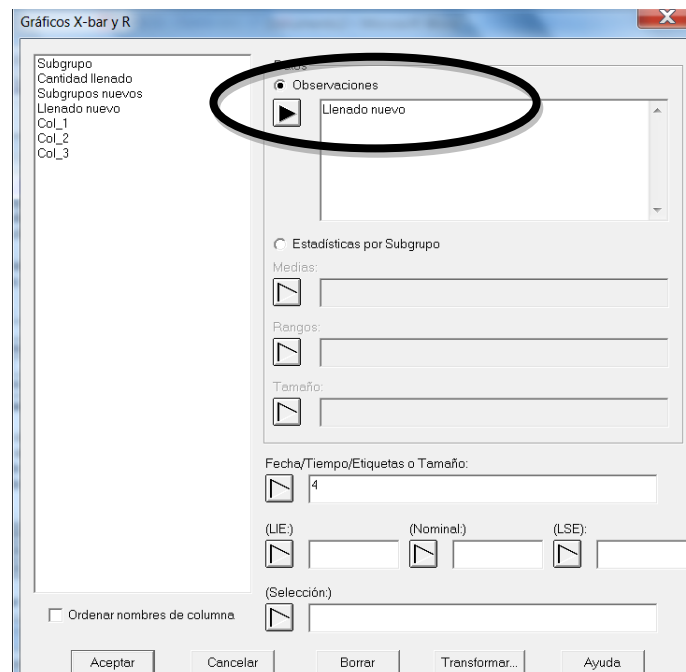 Gráficos X-bar y R
Subgrupo
Cantidad llenado
Subgrupos nuevos
Llenado nuevo
Col_1
Col_2
Col_3
Observaciones
Llenado nuevo
Estadísticas por Subgrupo
Medias:
Rangos:
Tamaño:
Fecha/Tiempo/Etiquetas o Tamaño:
4
(LIE:) (Nominal:) (LSE):
(Selección:)
Ordenar nombres de columna
Aceptar Cancelar Borrar Transformar... Ayuda